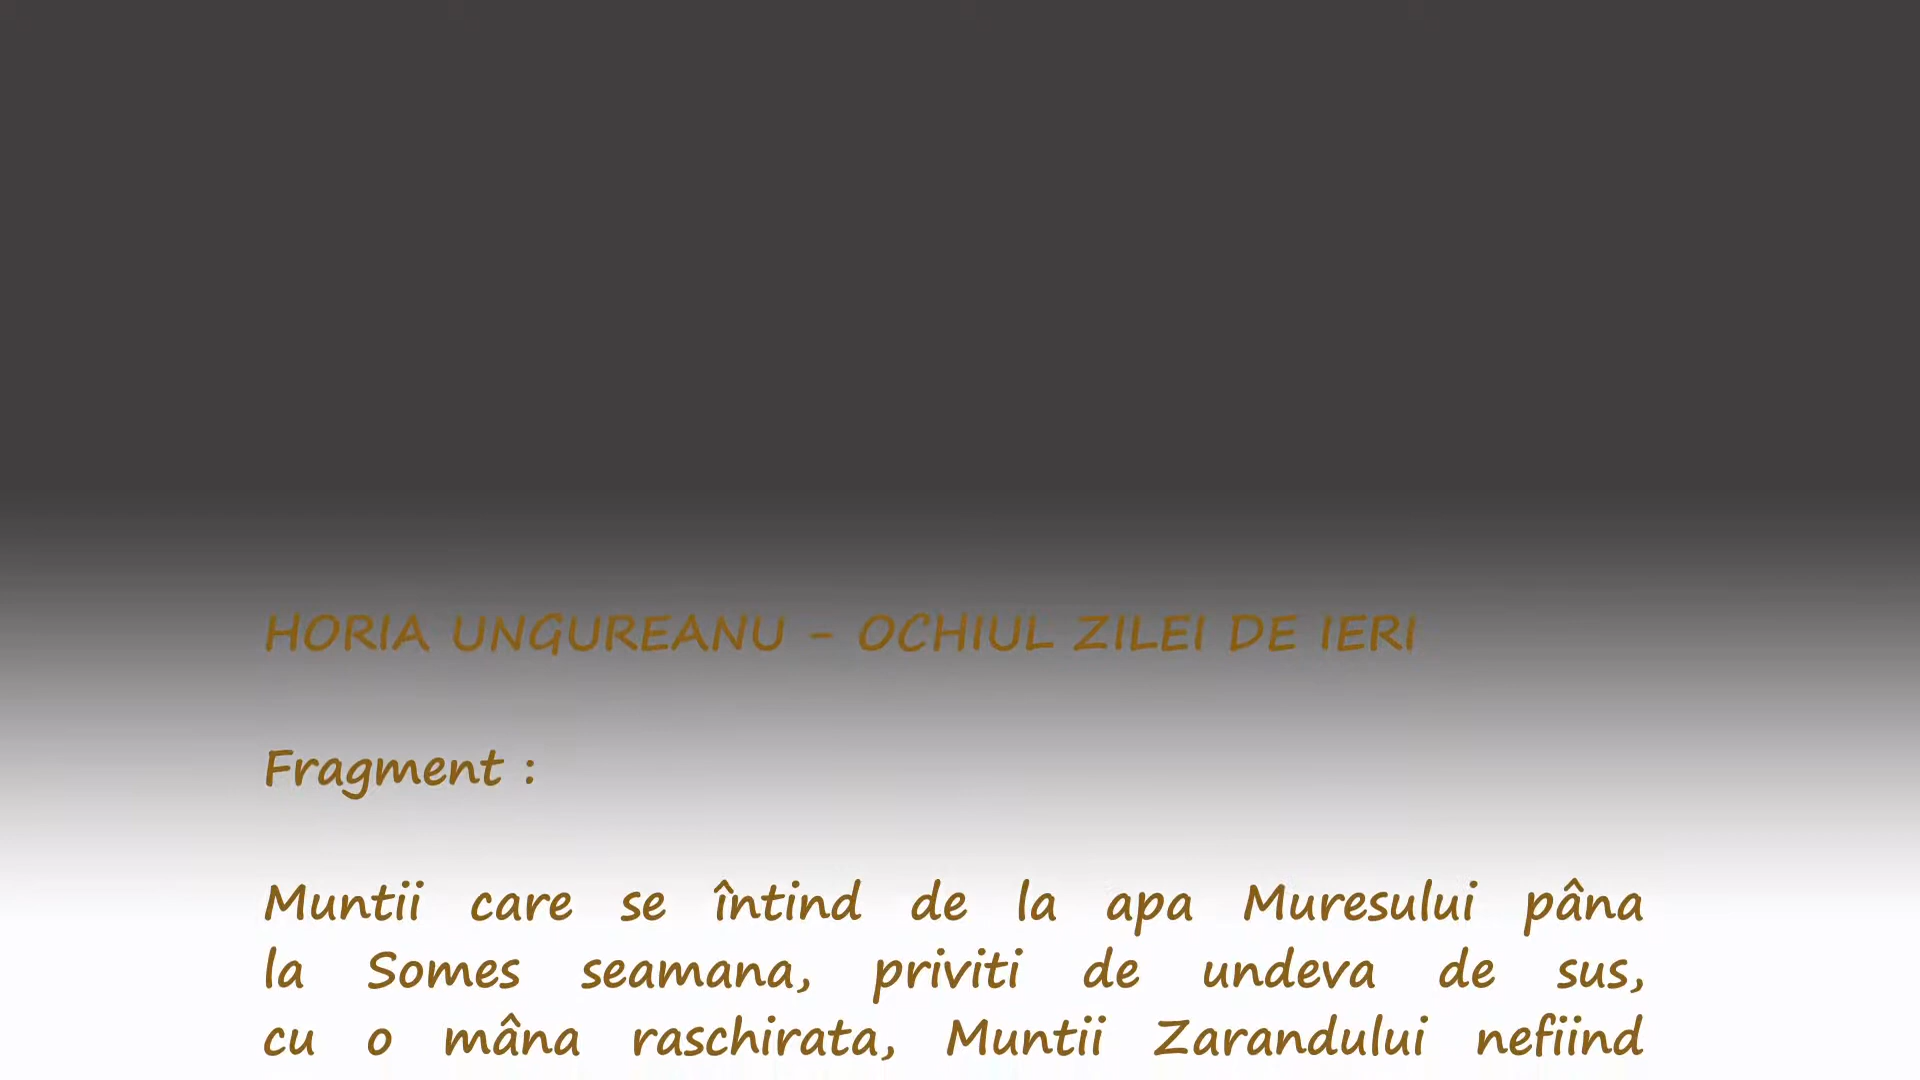 HORIA UNGUREANU - OCHIUL ZILEI DE IERI
Fragment :
Muntii care se întind de la apa Muresului pâna
la Somes seamana, priviti de undeva de sus,
cu o mâna raschirata, Muntii Zarandului nefiind